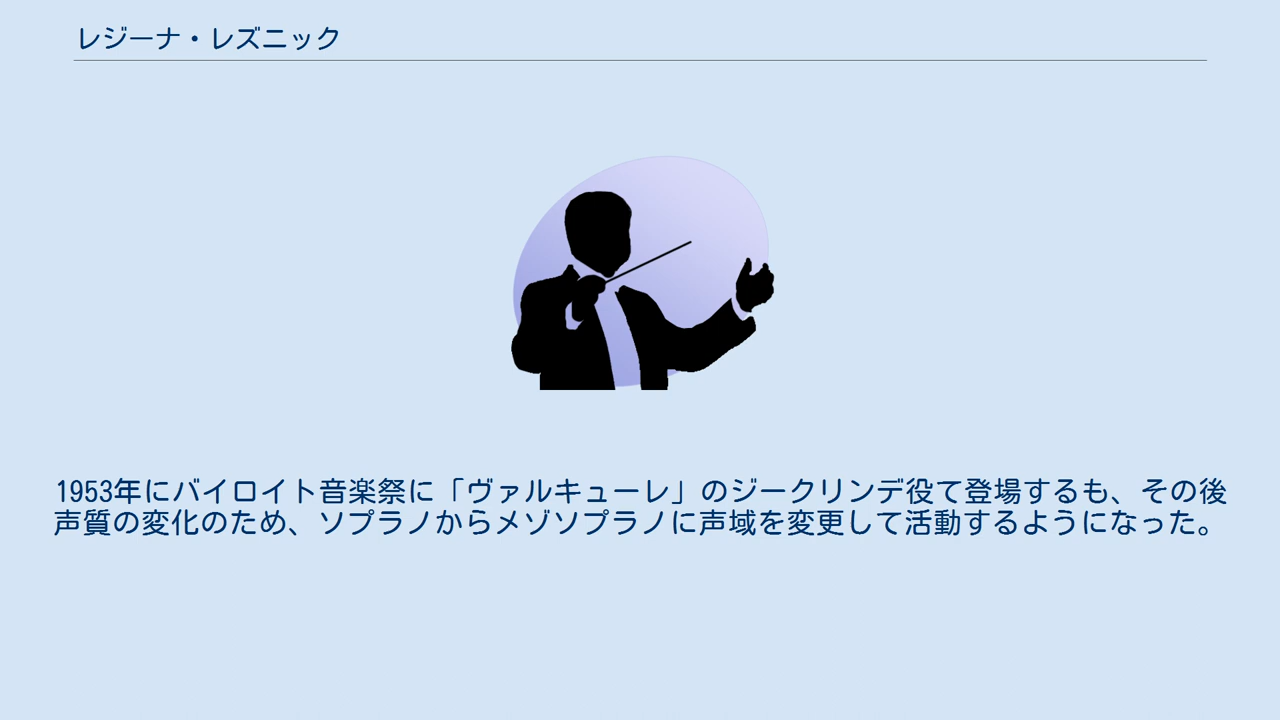 レジーナ・レズニック
1953年にバイロイト音楽祭に「ヴァルキューレ」のジークリンデ役て登場するも、その後
声質の変化のため、ソプラノからメゾソプラノに声域を変更して活動するようになった。